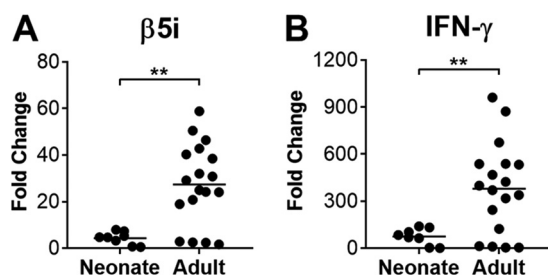 A
β5i
80
60
40
20
0
Fold Change
**
Neonate
Adult
B
IFN-γ
1200
900
600
300
0
Fold Change
**
Neonate
Adult